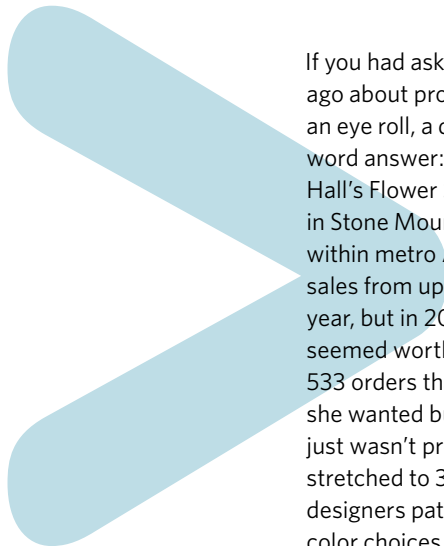 If you had ask
ago about pro
an eye roll, a
word answer:
Hall’s Flower
in Stone Mou
within metro
sales from up
year, but in 20
seemed worth
533 orders th
she wanted bu
just wasn’t pr
stretched to 3
designers pat
color choices